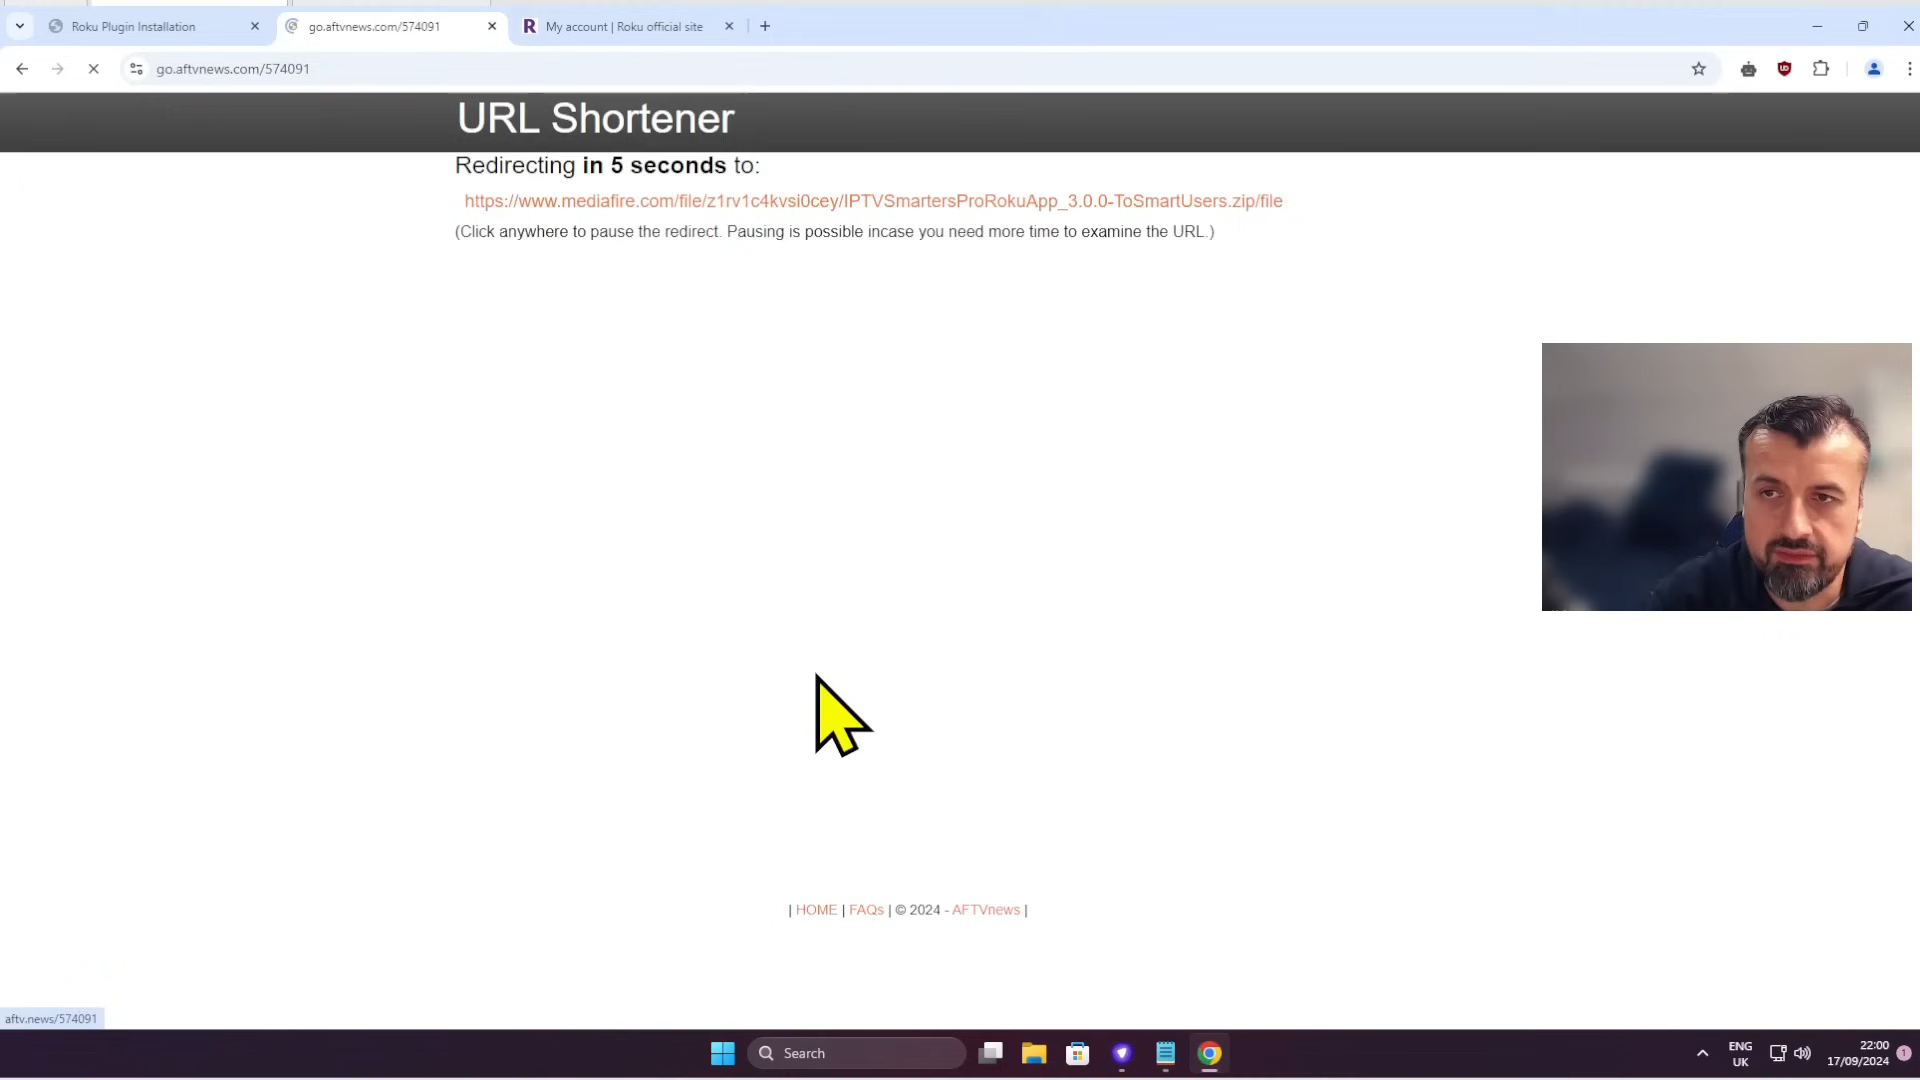 Roku Plugin Installation
go.aftvnews.com/574091
My account | Roku official site
go.aftvnews.com/574091
URL Shortener
Redirecting in 5 seconds to:
https://www.mediafire.com/file/z1rv1c4kvsi0cey/IPTVSmartersProRokuApp_3.0.0-ToSmartUsers.zip/file
(Click anywhere to pause the redirect. Pausing is possible incase you need more time to examine the URL.)
| HOME | FAQs | © 2024 - AFTVnews |
aftv.news/574091
Search
ENG
UK
22:00
17/09/2024
1